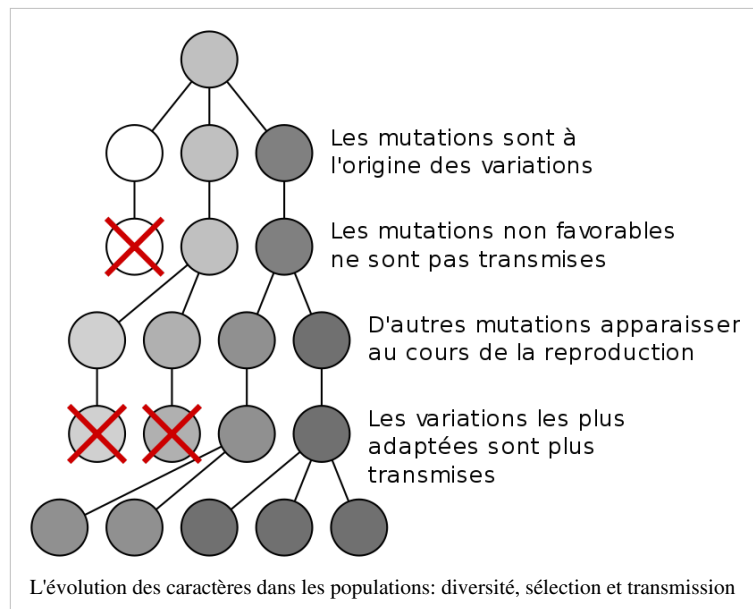 Les mutations sont à
l'origine des variations
Les mutations non favorables
ne sont pas transmises
D'autres mutations apparaisser
au cours de la reproduction
Les variations les plus
adaptées sont plus
transmises
L'évolution des caractères dans les populations: diversité, sélection et transmission